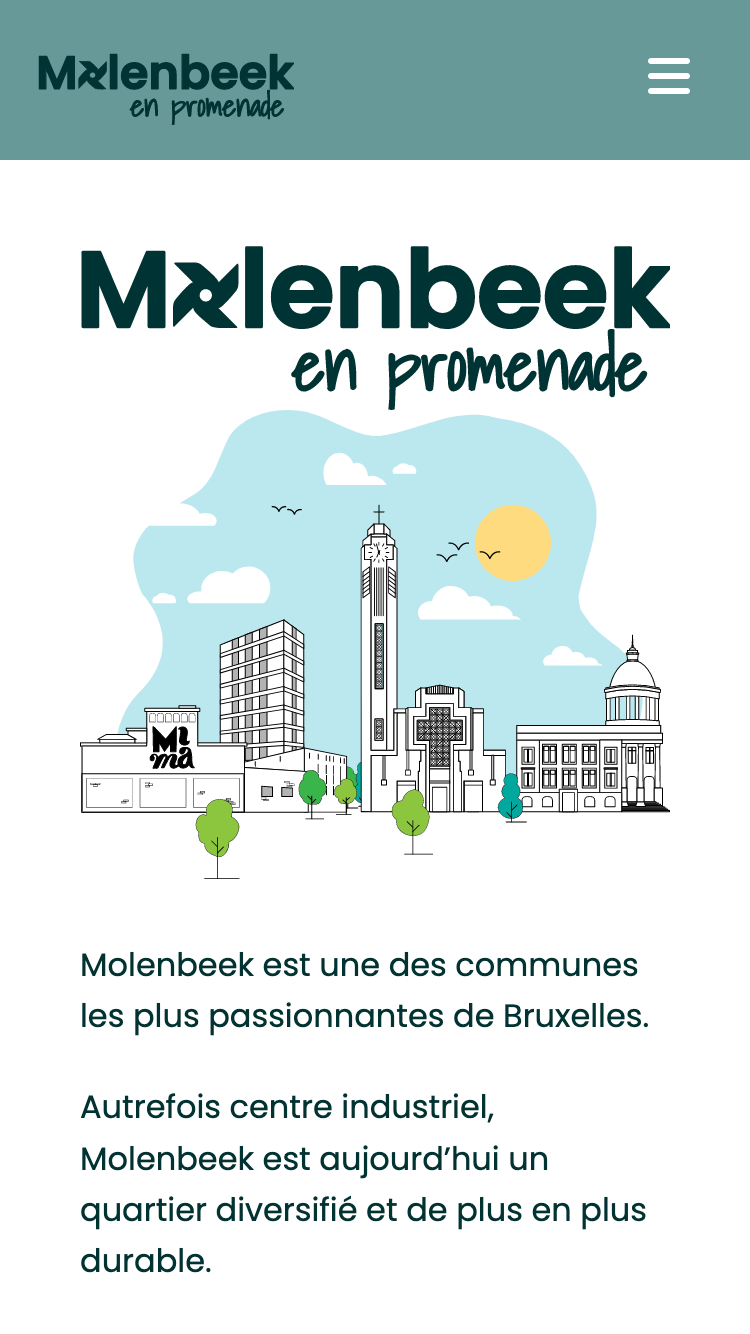 Molenbeek
en promenade
Molenbeek
en promenade
MiMA
Molenbeek est une des communes
les plus passionnantes de Bruxelles.
Autrefois centre industriel,
Molenbeek est aujourd’hui un
quartier diversifié et de plus en plus
durable.